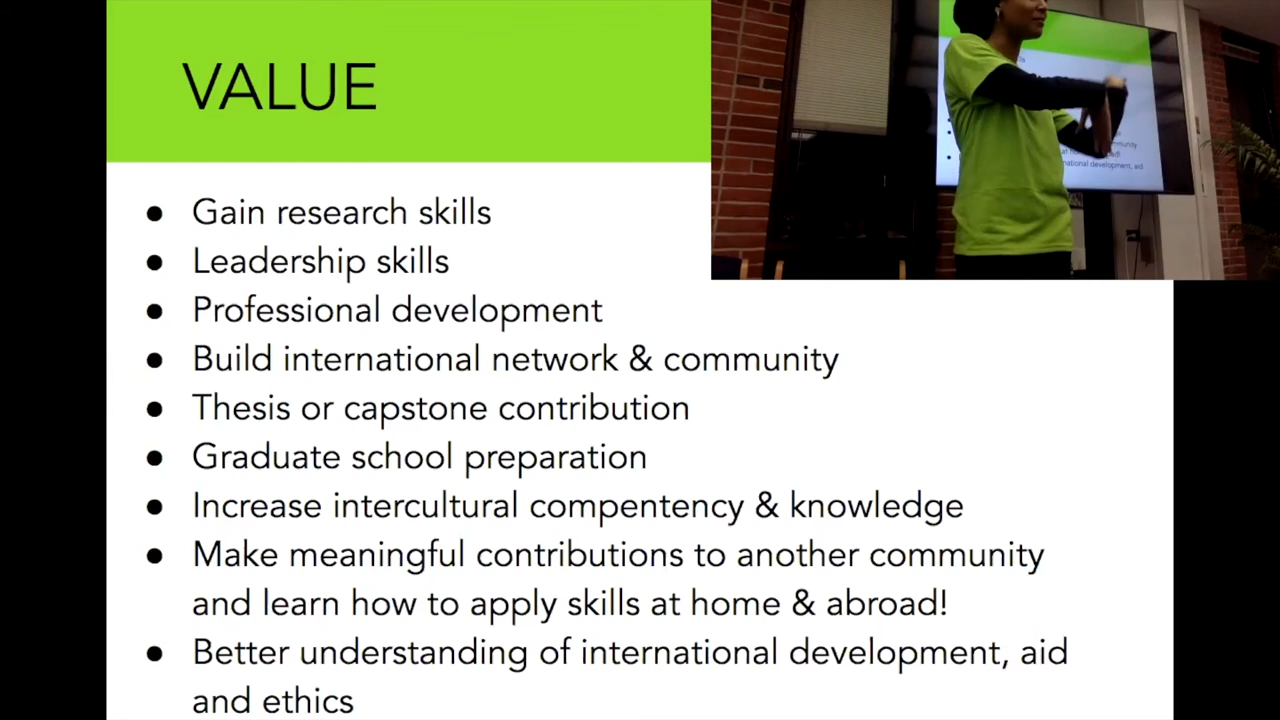 VALUE
● Gain research skills
● Leadership skills
● Professional development
● Build international network & community
● Thesis or capstone contribution
● Graduate school preparation
● Increase intercultural compentency & knowledge
● Make meaningful contributions to another community
and learn how to apply skills at home & abroad!
● Better understanding of international development, aid
and ethics